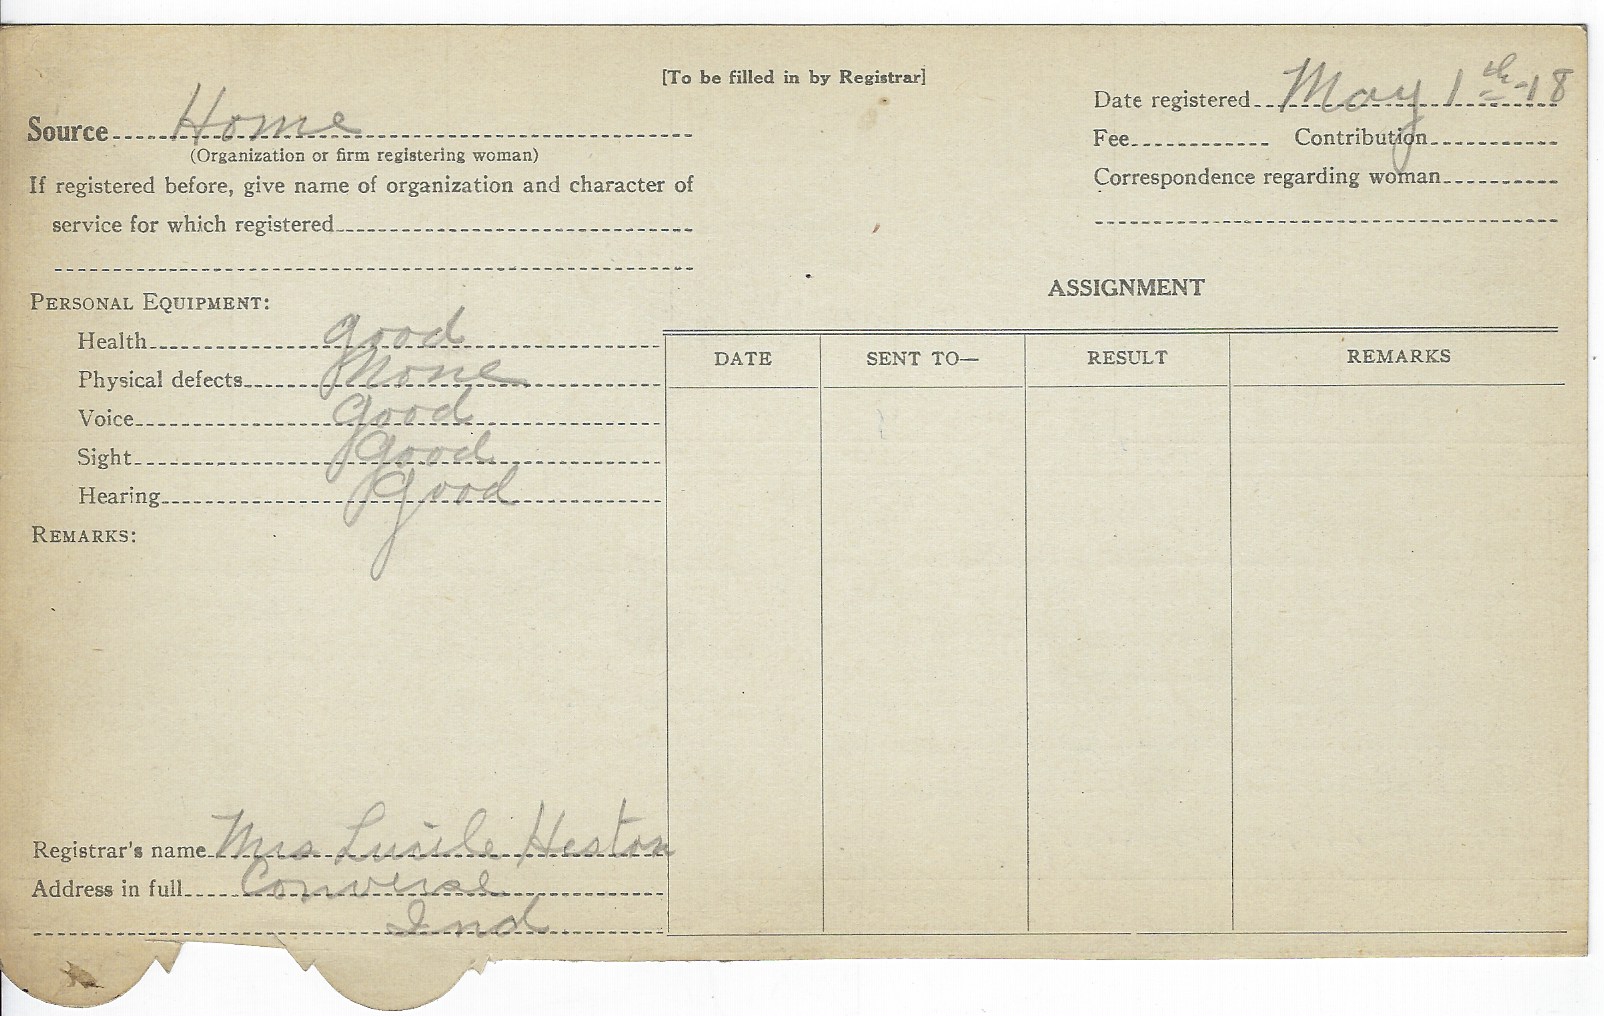 [To be filled in by Registrar]
Source Home
(Organization or firm registering woman)
If registered before, give name of organization and character of
service for which registered
Date registered May 1th-18
Fee Contribution
Correspondence regarding woman
PERSONAL EQUIPMENT:
Health good
Physical defects None
Voice good
Sight good
Hearing good
REMARKS:
ASSIGNMENT
DATE SENT TO— RESULT REMARKS
Registrar's name Mrs Lucile Heston
Address in full Converse
Ind